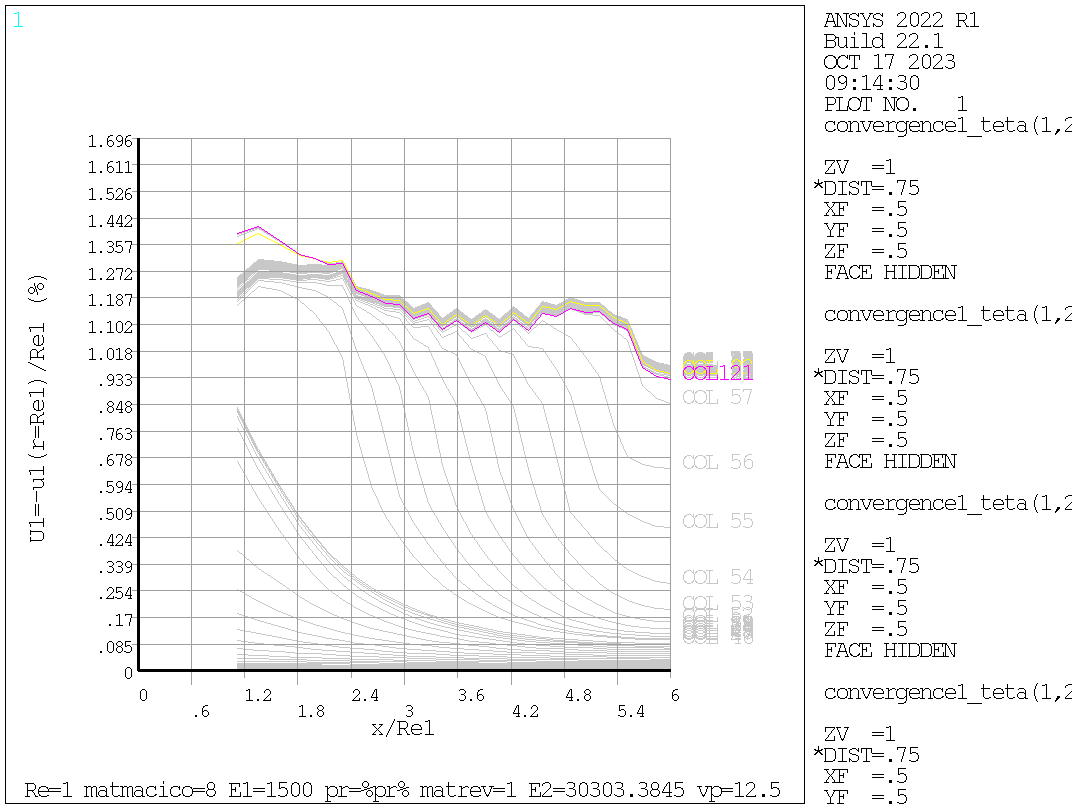 1
ANSYS 2022 R1
Build 22.1
OCT 17 2023
09:14:30
PLOT NO. 1
convergence1_teta(1,2
ZV =1
*DIST=.75
XF =.5
YF =.5
ZF =.5
FACE HIDDEN
convergence1_teta(1,2
ZV =1
*DIST=.75
XF =.5
YF =.5
ZF =.5
FACE HIDDEN
convergence1_teta(1,2
ZV =1
*DIST=.75
XF =.5
YF =.5
ZF =.5
FACE HIDDEN
convergence1_teta(1,2
ZV =1
*DIST=.75
XF =.5
YF =.5
U1=-u1(r=Re1)/Re1 (%)
1.696
1.611
1.526
1.442
1.357
1.272
1.187
1.102
1.018
.933
.848
.763
.678
.594
.509
.424
.339
.254
.17
.085
0
COL121
COL 57
COL 56
COL 55
COL 54
COL 53
0 1.2 2.4 3.6 4.8 6
.6 1.8 3 4.2 5.4
x/Re1
Re=1 matmacico=8 E1=1500 pr=%pr% matrev=1 E2=30303.3845 vp=12.5